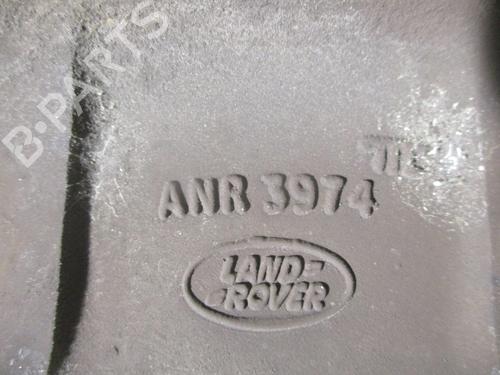 B-PARTS
ANR 3974
LAND-
-ROVER